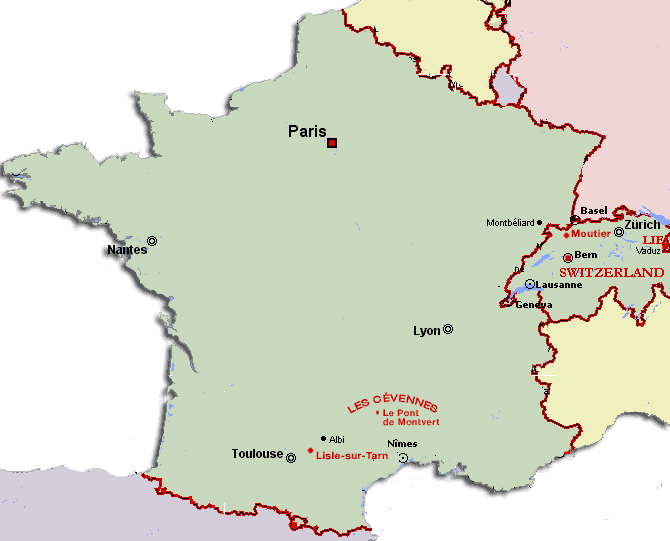 Paris
Basel
Montbéliard
Zürich
Moutier
LIE
Nantes
Vaduz
Bern
SWITZERLAND
Lausanne
Geneva
Lyon
LES CÉVENNES
Le Pont
de Montvert
Albi
Nîmes
Toulouse
Lisle-sur-Tarn